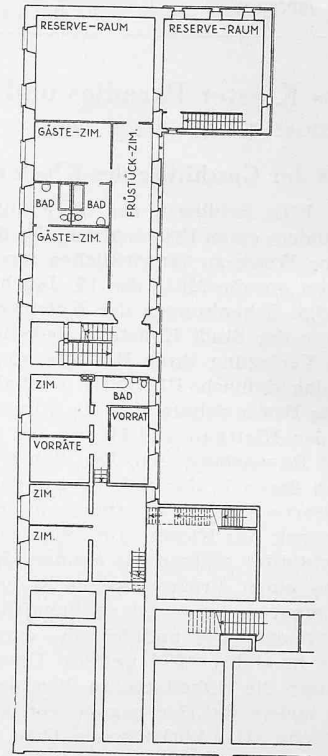 RESERVE-RAUM
RESERVE-RAUM
GÄSTE-ZIM.
FRÜSTÜCK-ZIM.
BAD
BAD
GÄSTE-ZIM.
ZIM.
BAD
VORRAT
VORRÄTE
ZIM.
ZIM.